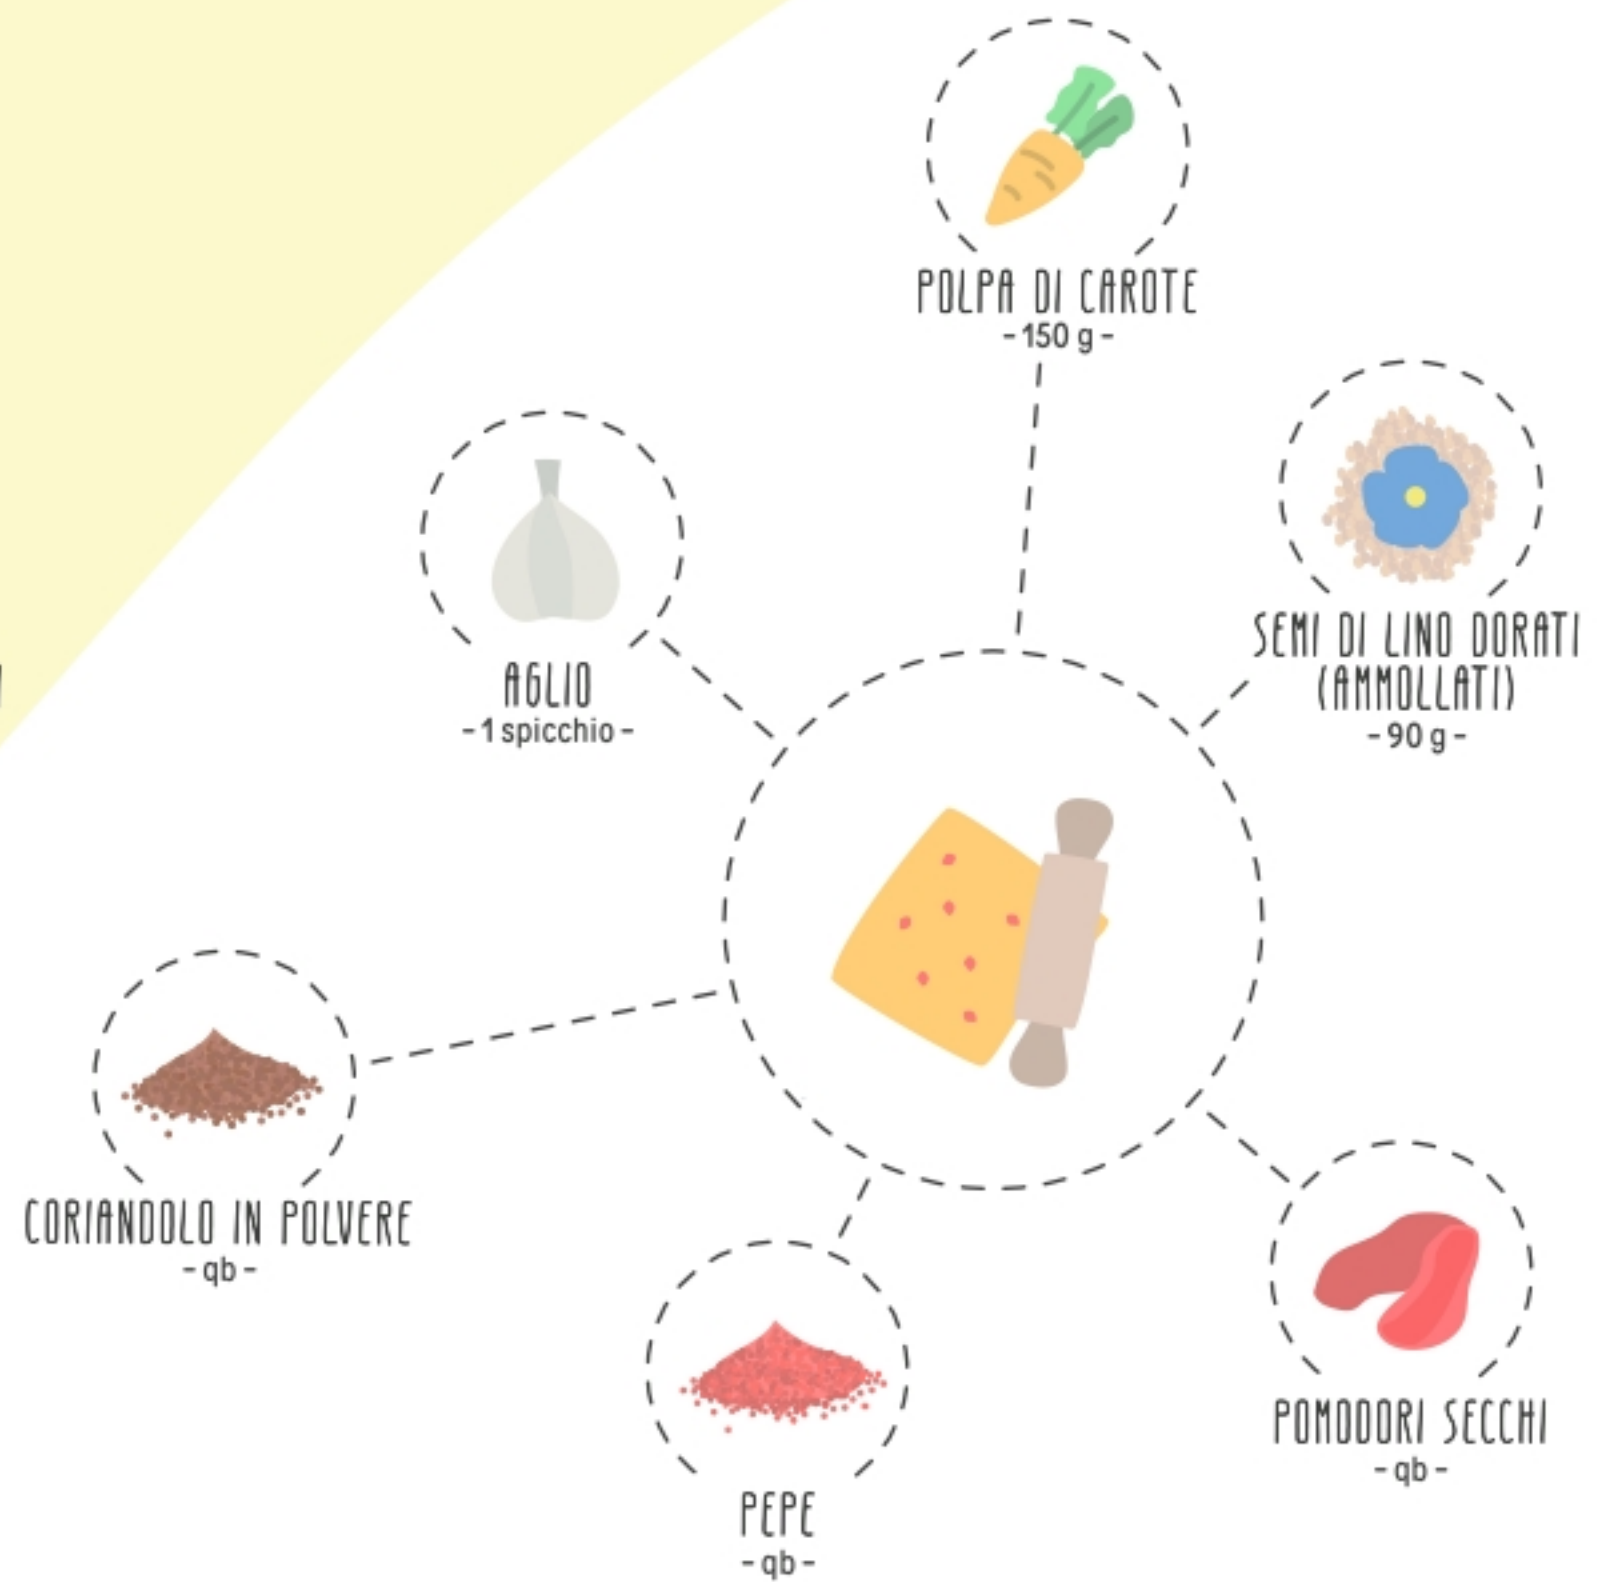 POLPA DI CAROTE
-150 g-
SEMI DI LINO DORATI
(AMMOLLATI)
-90 g-
AGLIO
-1 spicchio-
CORIANDOLO IN POLVERE
-qb-
PEPE
-qb-
POMODORI SECCHI
-qb-